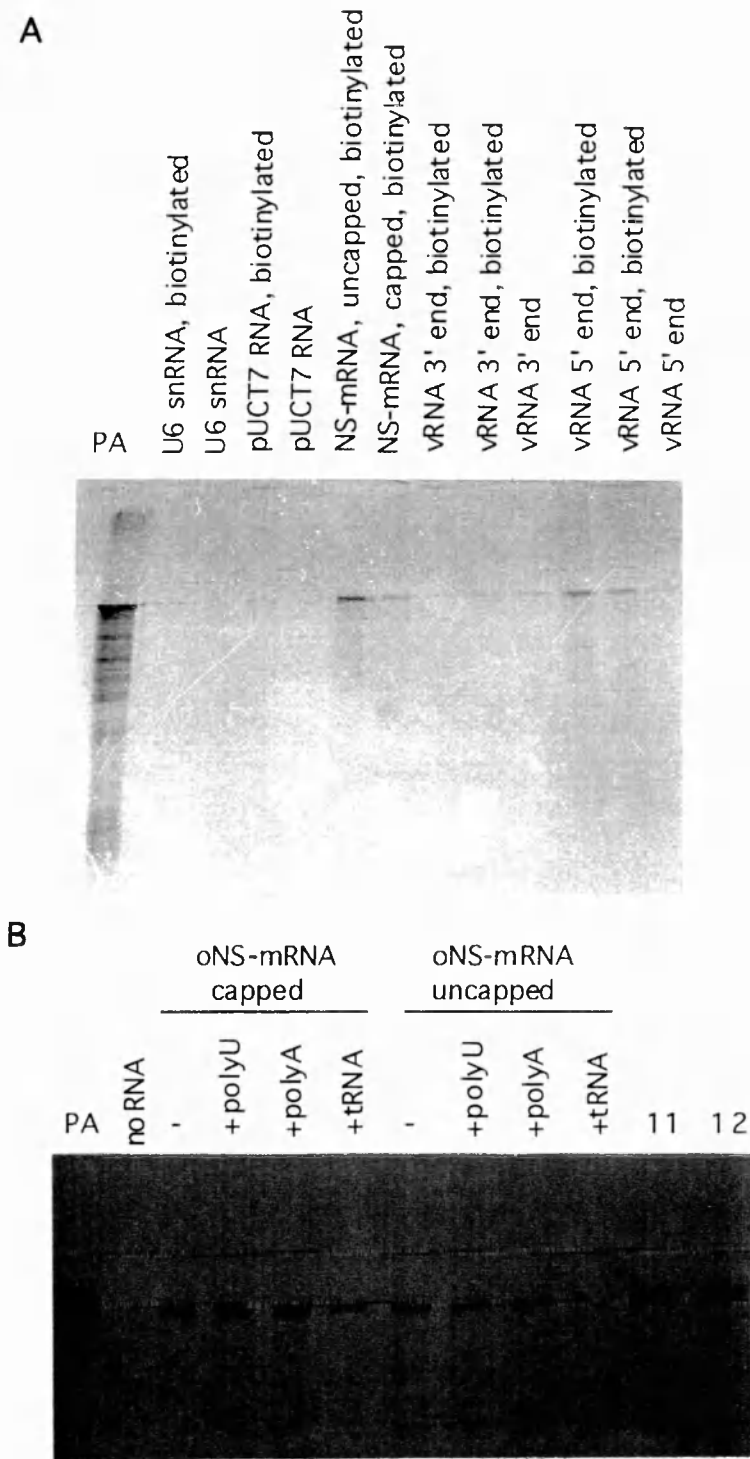 A
PA
U6 snRNA, biotinylated
U6 snRNA
pUCT7 RNA, biotinylated
pUCT7 RNA
NS-mRNA, uncapped, biotinylated
NS-mRNA, capped, biotinylated
vRNA 3' end, biotinylated
vRNA 3' end, biotinylated
vRNA 3' end
vRNA 5' end, biotinylated
vRNA 5' end, biotinylated
vRNA 5' end
B
oNS-mRNA
capped
oNS-mRNA
uncapped
PA
noRNA
-
+polyU
+polyA
+tRNA
-
+polyU
+polyA
+tRNA
11
12